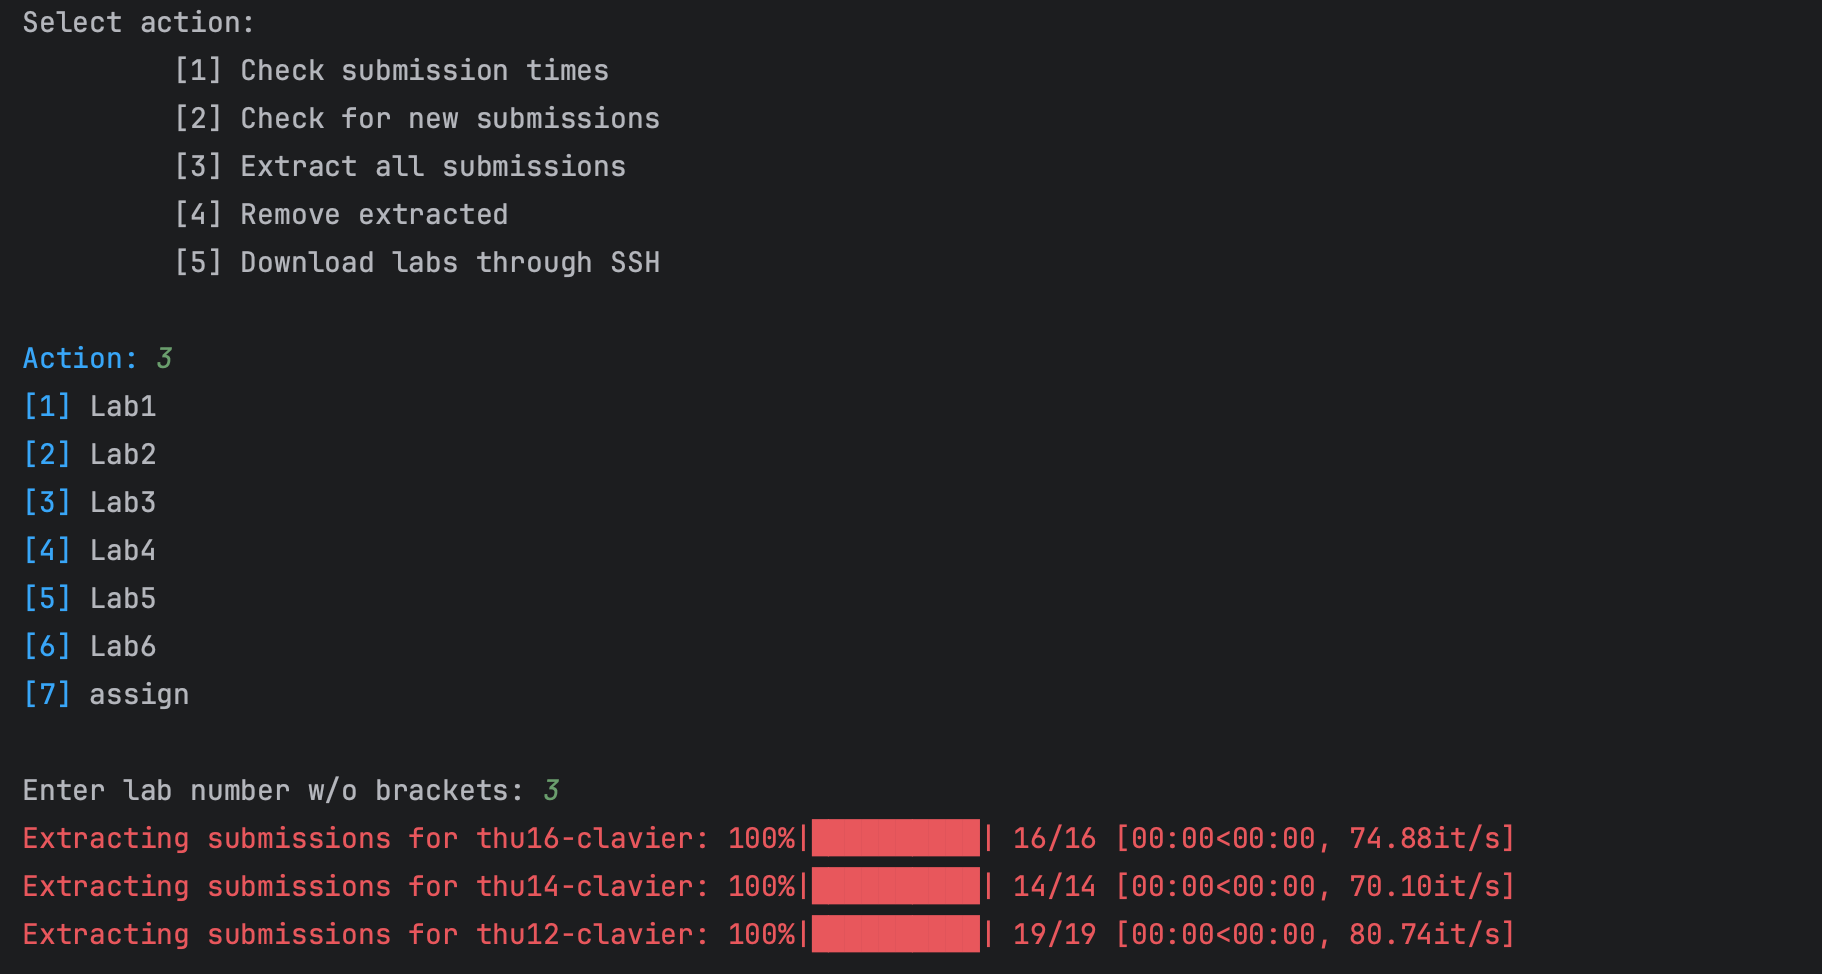 Select action:
[1] Check submission times
[2] Check for new submissions
[3] Extract all submissions
[4] Remove extracted
[5] Download labs through SSH
Action: 3
[1] Lab1
[2] Lab2
[3] Lab3
[4] Lab4
[5] Lab5
[6] Lab6
[7] assign
Enter lab number w/o brackets: 3
Extracting submissions for thu16-clavier: 100%|██████████| 16/16 [00:00<00:00, 74.88it/s]
Extracting submissions for thu14-clavier: 100%|██████████| 14/14 [00:00<00:00, 70.10it/s]
Extracting submissions for thu12-clavier: 100%|██████████| 19/19 [00:00<00:00, 80.74it/s]